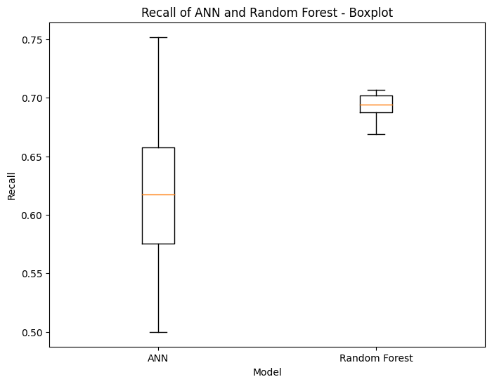 Recall of ANN and Random Forest - Boxplot
0.75
0.70
0.65
0.60
0.55
0.50
Recall
ANN
Random Forest
Model